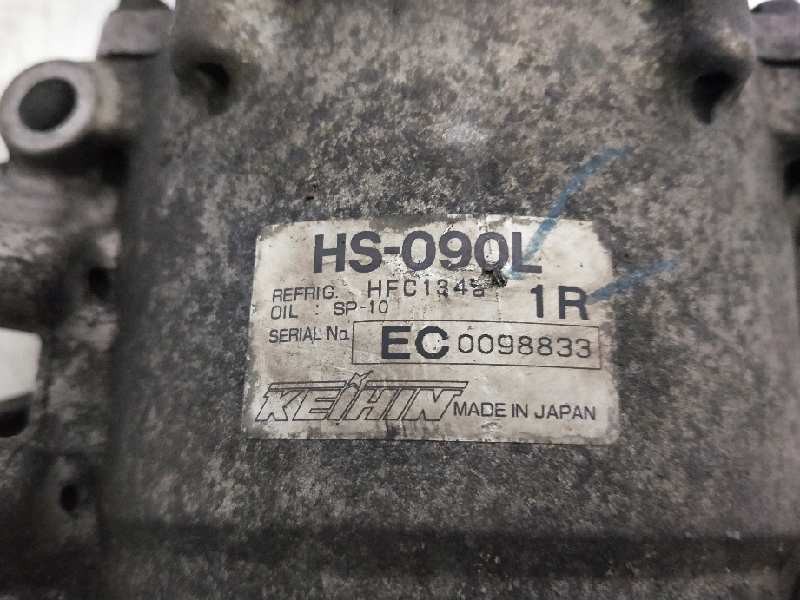 HS-090L
REFRIG. HFC134a 1R
OIL : SP-10
SERIAL No. EC 0098833
KEIHIN MADE IN JAPAN